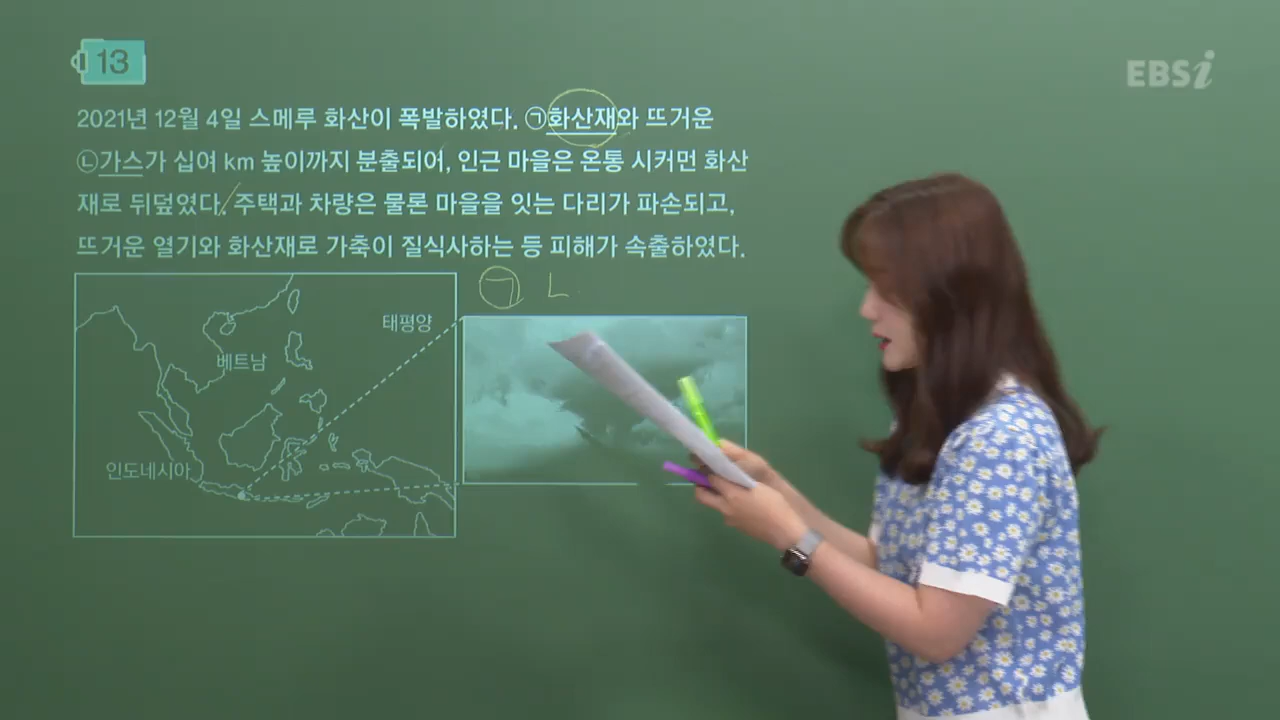 13
EBSi
2021년 12월 4일 스메루 화산이 폭발하였다. ㉠화산재와 뜨거운
㉡가스가 십여 km 높이까지 분출되어, 인근 마을은 온통 시커먼 화산
재로 뒤덮였다. 주택과 차량은 물론 마을을 잇는 다리가 파손되고,
뜨거운 열기와 화산재로 가축이 질식사하는 등 피해가 속출하였다.
㉠ ㄴ
태평양
베트남
인도네시아